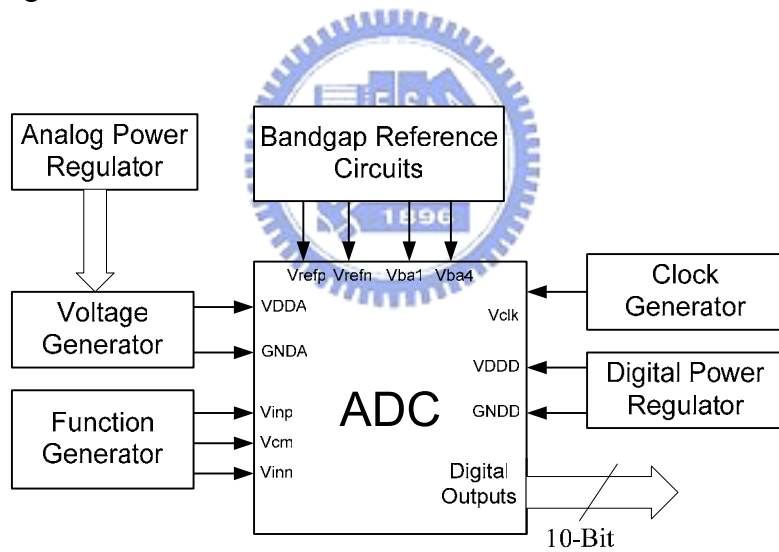 Analog Power
Regulator
Bandgap Reference
Circuits
1896
Vrefp Vrefn Vba1 Vba4
Clock
Generator
Voltage
Generator
VDDA
GNDA
Vclk
VDDD
GNDD
Digital Power
Regulator
Function
Generator
Vinp
Vcm
Vinn
ADC
Digital
Outputs
10-Bit